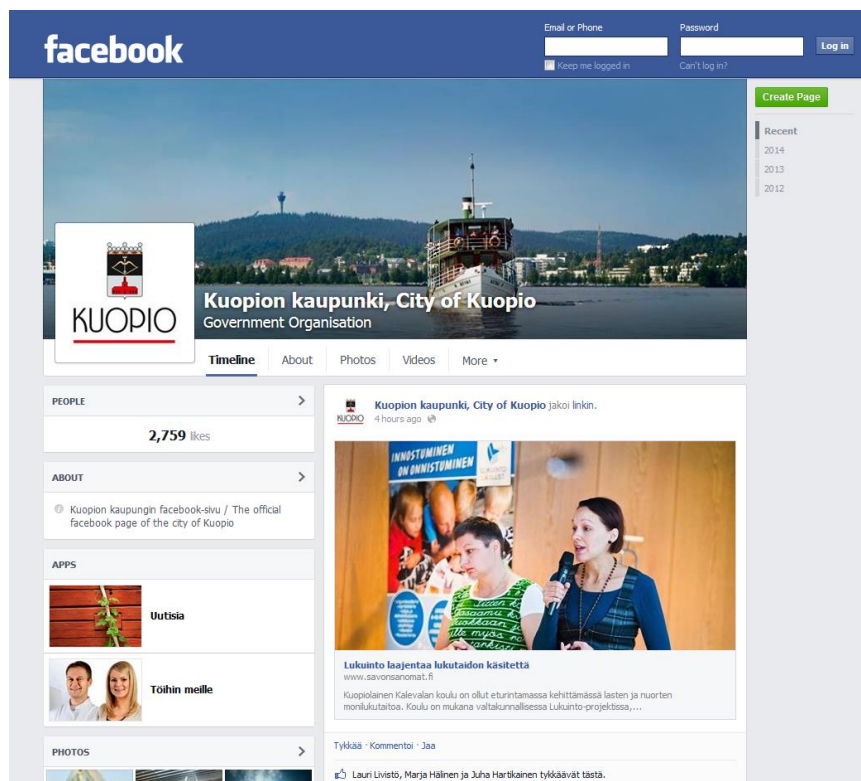 facebook
Email or Phone
Password
Log in
Keep me logged in
Can't log in?
Create Page
Recent
2014
2013
2012
KUOPIO
Kuopion kaupunki, City of Kuopio
Government Organisation
Timeline
About
Photos
Videos
More
PEOPLE
2,759 likes
ABOUT
Kuopion kaupungin facebook-sivu / The official
facebook page of the city of Kuopio
APPS
Uutisia
Töihin meille
PHOTOS
KUOPIO
Kuopion kaupunki, City of Kuopio jakoi linkin.
4 hours ago
INNOSTUMINEN
ON ONNISTUMINEN
Lukuinto laajentaa lukutaidon käsitettä
www.savonsanomat.fi
Kuopiolainen Kalevalan koulu on ollut eturintamassa kehittämässä lasten ja nuorten
monilukutaitoa. Koulu on mukana valtakunnallisessa Lukuinto-projektissa,...
Tykkää · Kommentoi · Jaa
Lauri Livistö, Marja Hälinen ja Juha Hartikainen tykkäävät tästä.